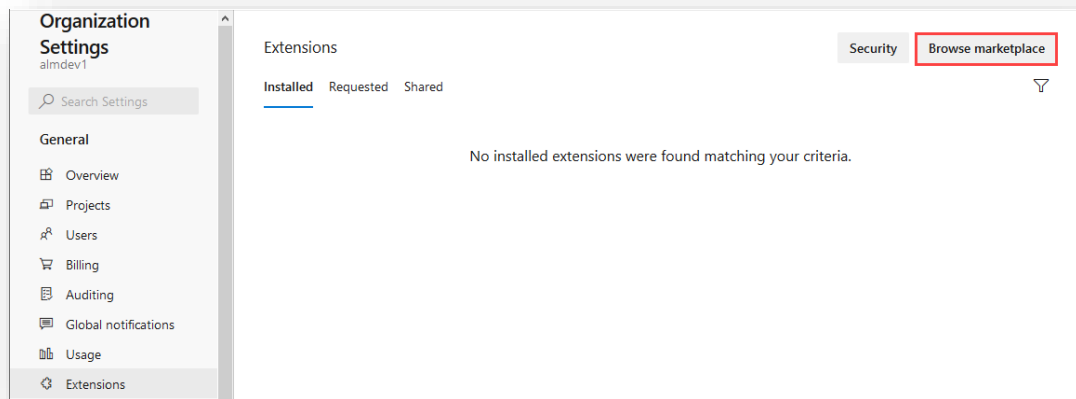 Organization
Settings
almdev1
Search Settings
General
Overview
Projects
Users
Billing
Auditing
Global notifications
Usage
Extensions
Extensions
Security
Browse marketplace
Installed
Requested
Shared
No installed extensions were found matching your criteria.